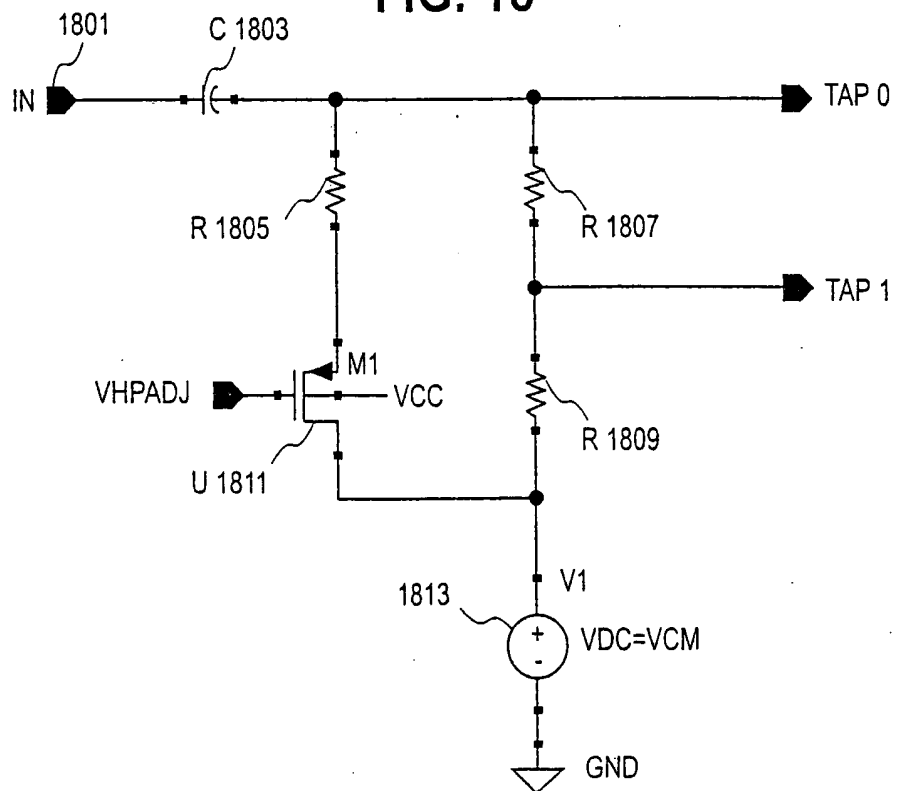 1801
C 1803
IN
TAP 0
R 1805
R 1807
TAP 1
M1
VHPADJ
VCC
R 1809
U 1811
V1
1813
+
VDC=VCM
-
GND